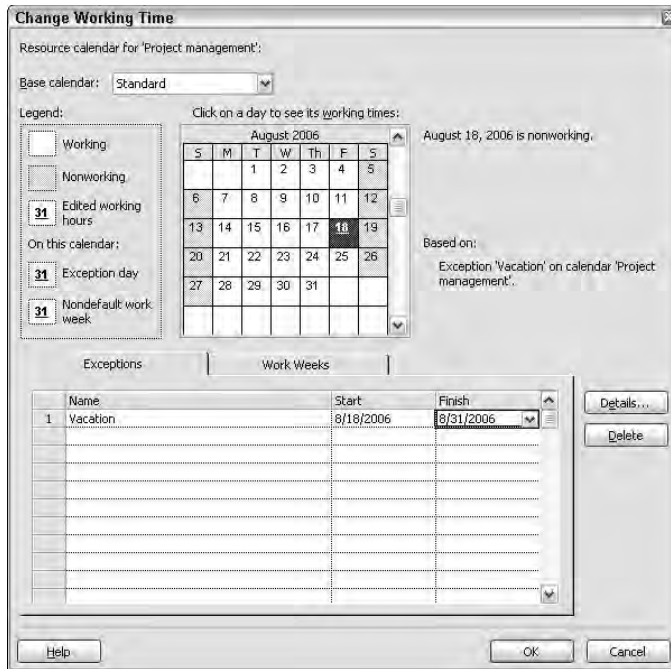 Change Working Time
Resource calendar for 'Project management':
Base calendar: Standard
Legend:
Working
Nonworking
31 Edited working hours
On this calendar:
31 Exception day
31 Nondefault work week
Click on a day to see its working times:
August 2006
S M T W Th F S
1 2 3 4 5
6 7 8 9 10 11 12
13 14 15 16 17 18 19
20 21 22 23 24 25 26
27 28 29 30 31
August 18, 2006 is nonworking.
Based on:
Exception 'Vacation' on calendar 'Project
management'.
Exceptions Work Weeks
Name Start Finish
1 Vacation 8/18/2006 8/31/2006
Details...
Delete
Help OK Cancel